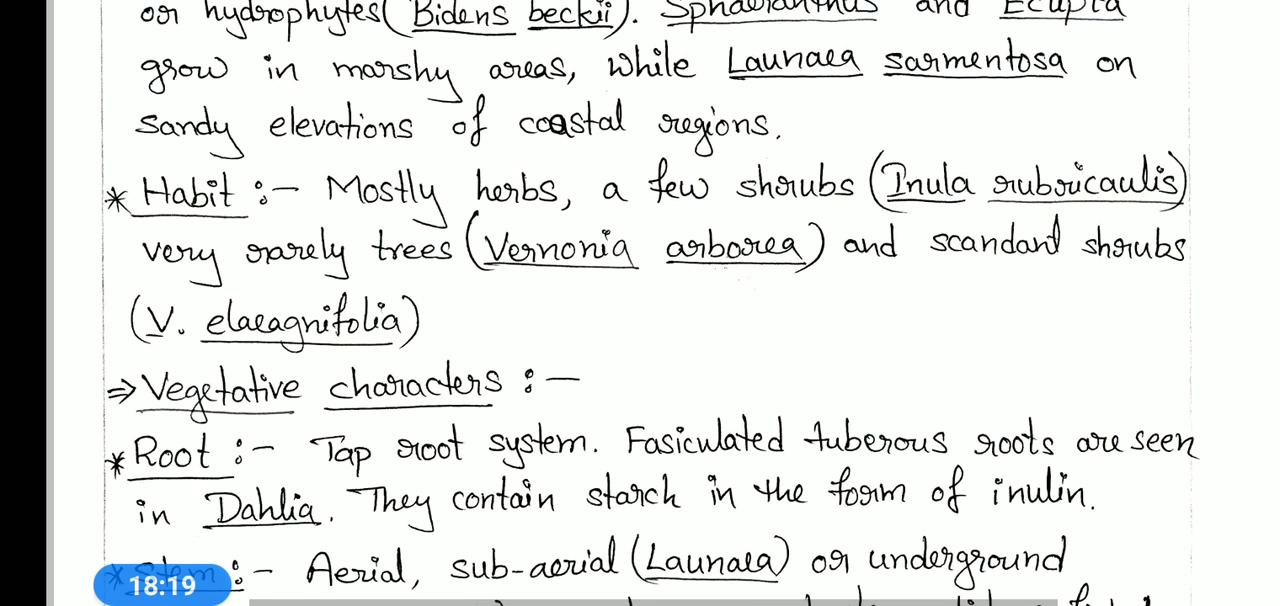 or hydrophytes(Bidens beckii). Sphaeranthus and Eclipta
grow in marshy areas, while Launaea sarmentosa on
sandy elevations of coastal regions.
* Habit :- Mostly herbs, a few shrubs (Inula rubricaulis)
very rarely trees (Vernonia arborea) and scandant shrubs
(V. elaeagnifolia)
⇒ Vegetative characters :-
* Root :- Tap root system. Fasiculated tuberous roots are seen
in Dahlia. They contain starch in the form of inulin.
* Stem :- Aerial, sub-aerial (Launaea) or underground
18:19